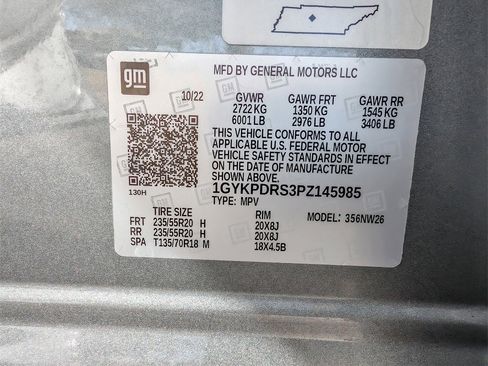 gm
MFD BY GENERAL MOTORS LLC
10/22 GVWR GAWR FRT GAWR RR
2722 KG 1350 KG 1545 KG
6001 LB 2976 LB 3406 LB
THIS VEHICLE CONFORMS TO ALL
APPLICABLE U.S. FEDERAL MOTOR
VEHICLE SAFETY STANDARDS IN EFFECT
ON THE DATE OF MANUFACTURE
SHOWN ABOVE.
1GYKPDRS3PZ145985
130H TYPE: MPV
TIRE SIZE RIM MODEL: 356NW26
FRT 235/55R20 H 20X8J
RR 235/55R20 H 20X8J
SPA T135/70R18 M 18X4.5B